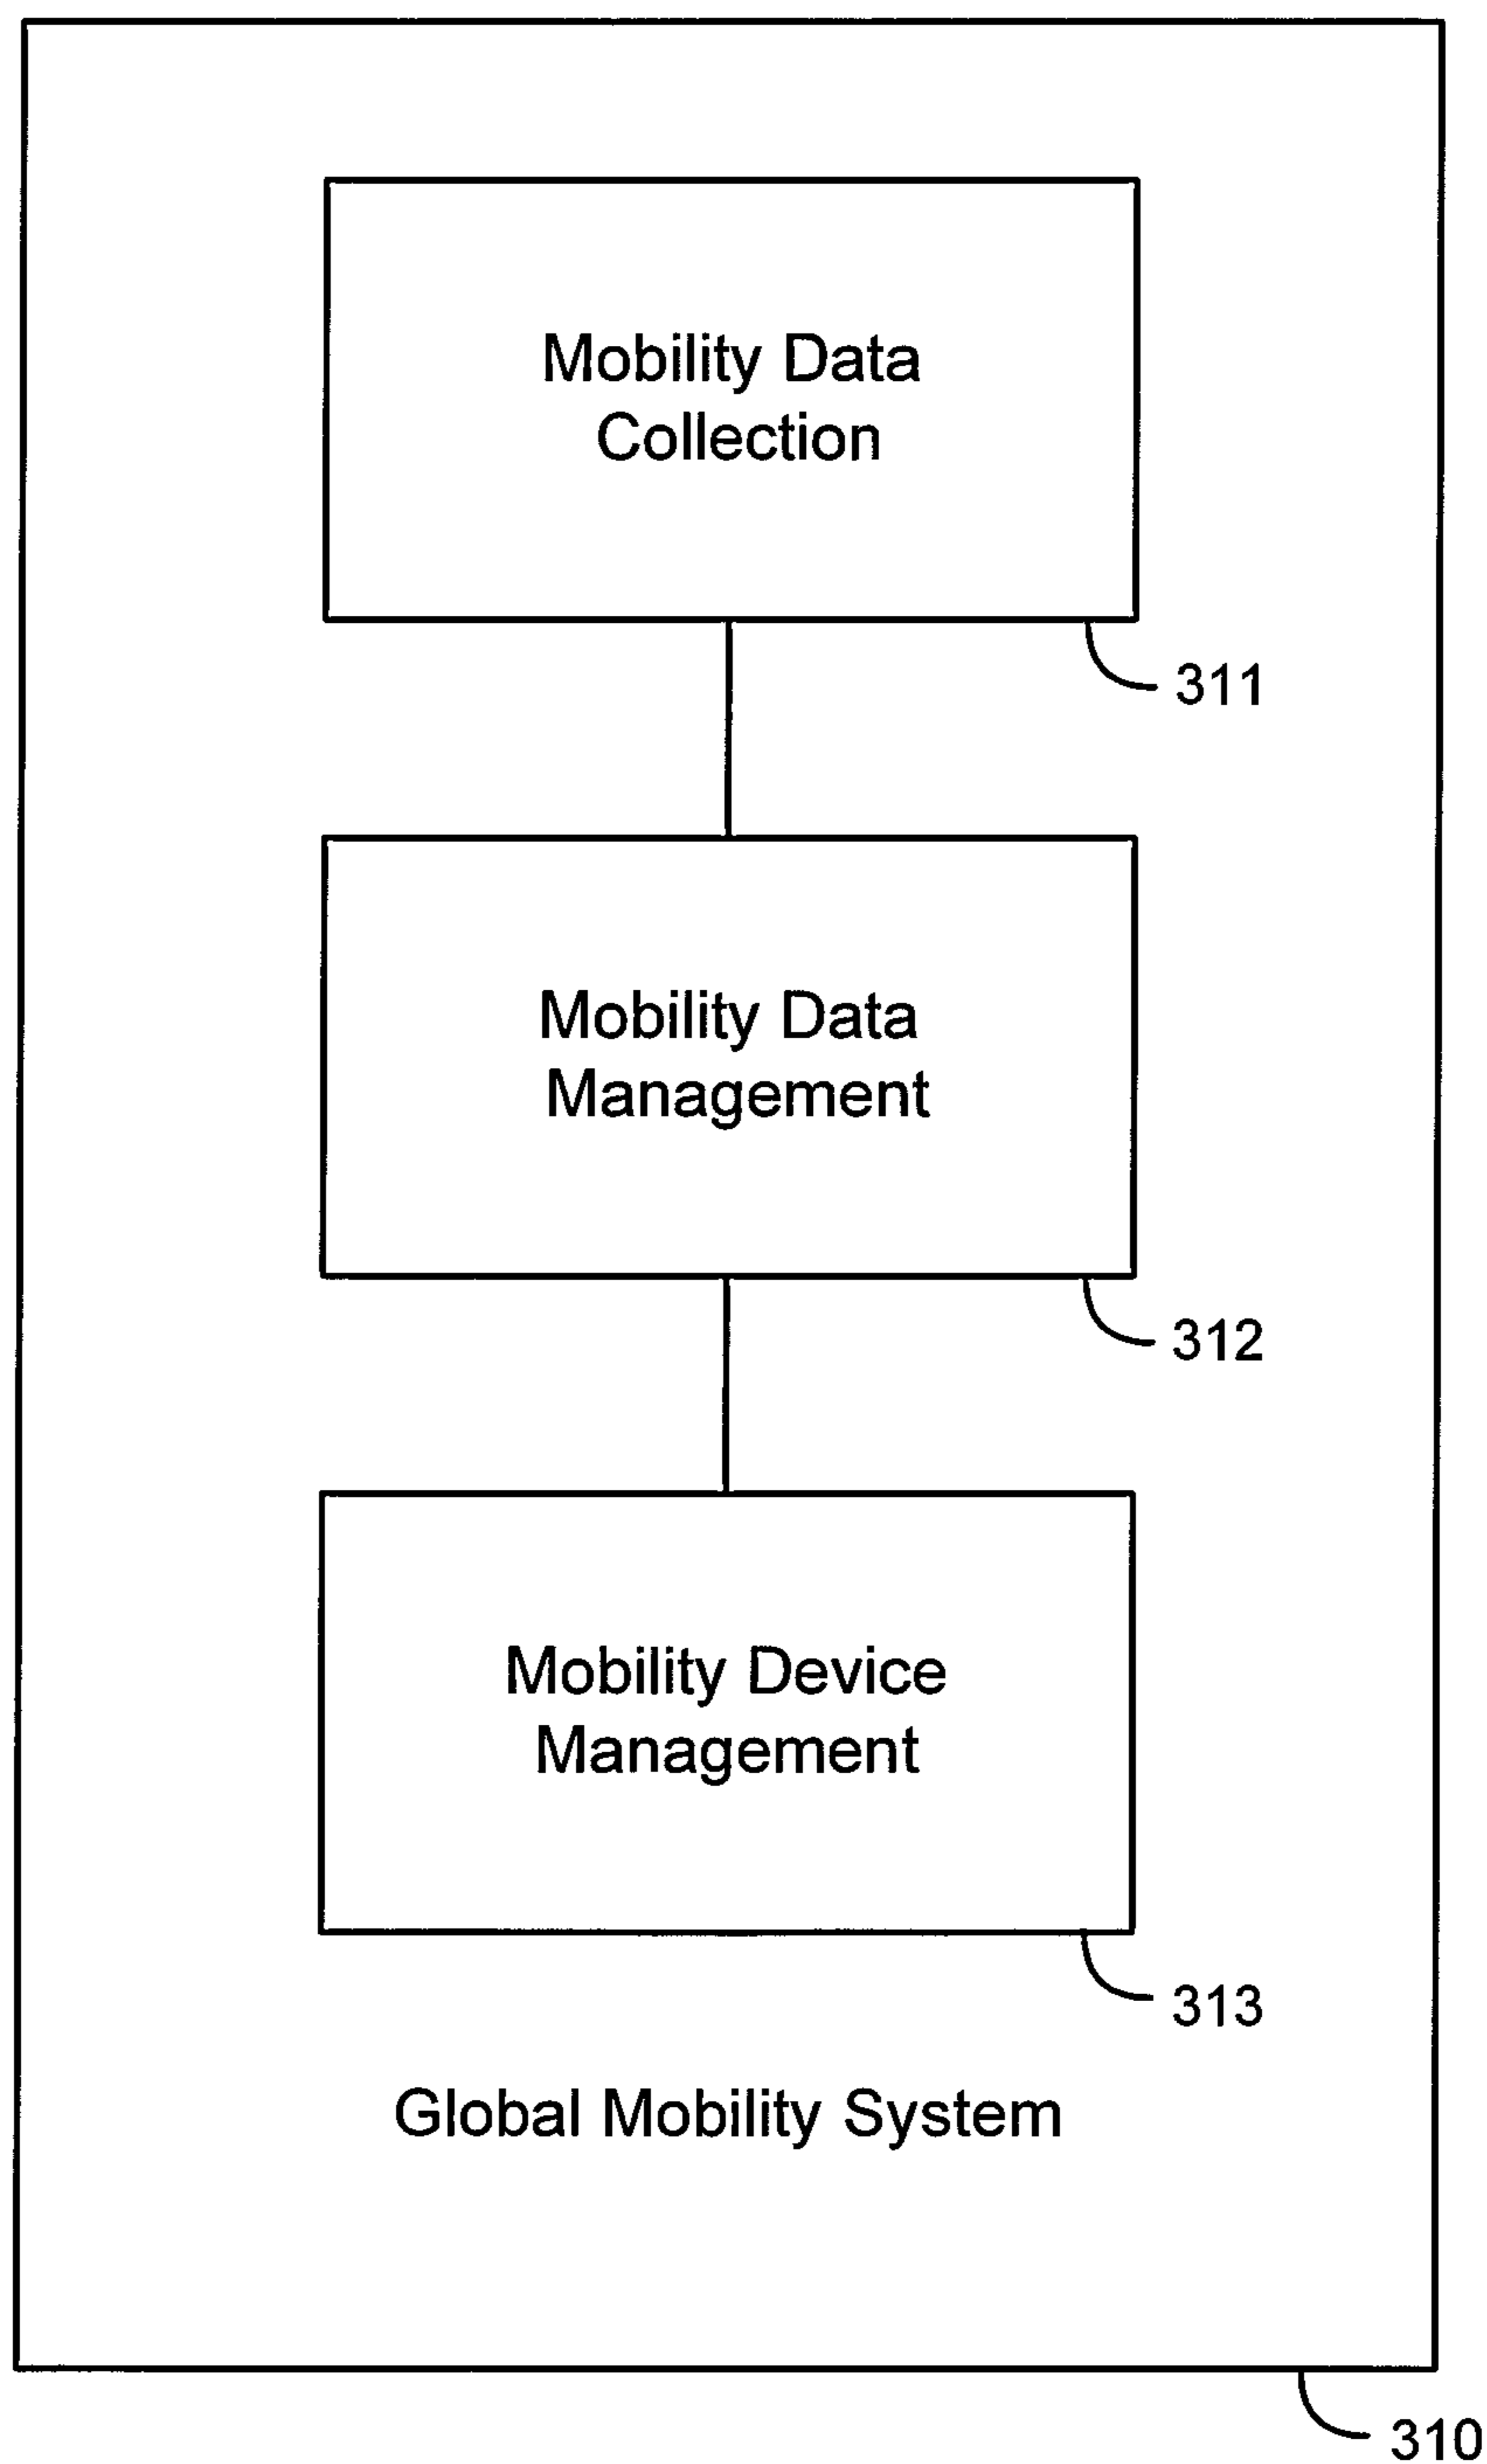 Mobility Data
Collection
311
Mobility Data
Management
312
Mobility Device
Management
313
Global Mobility System
310